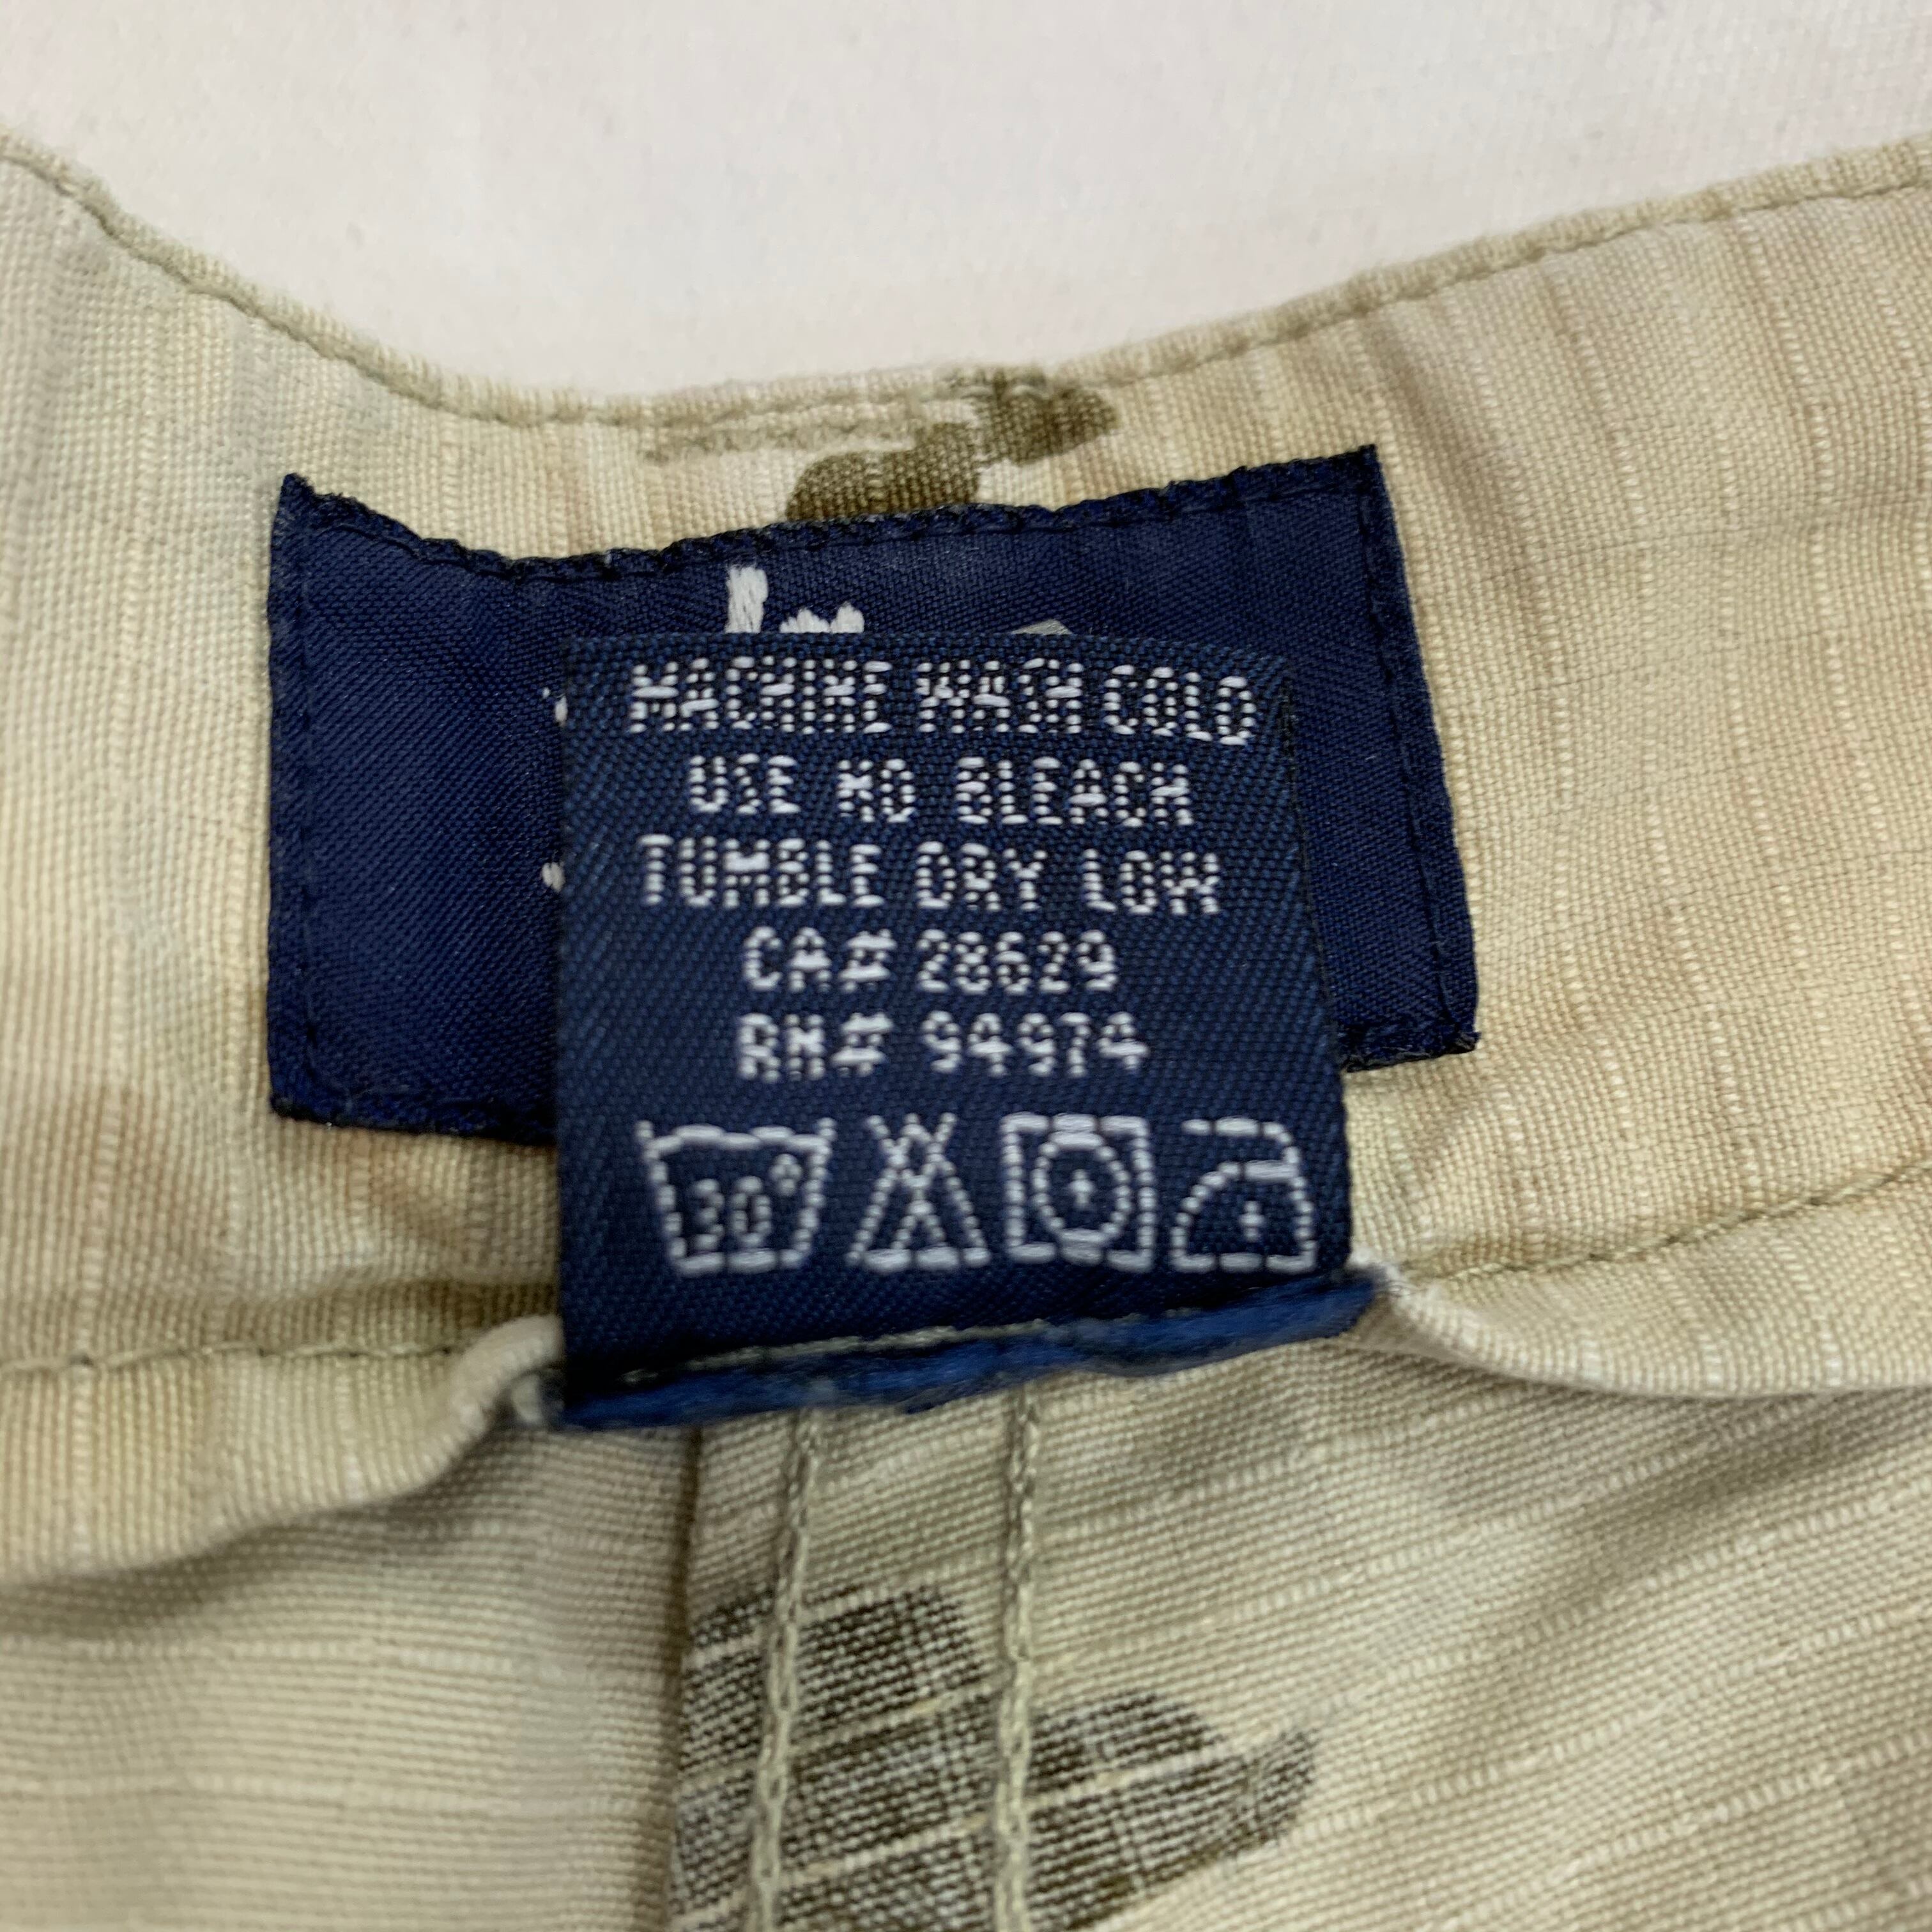 MACHINE WASH COLD
USE NO BLEACH
TUMBLE DRY LOW
CA# 28629
RN# 94974
30°